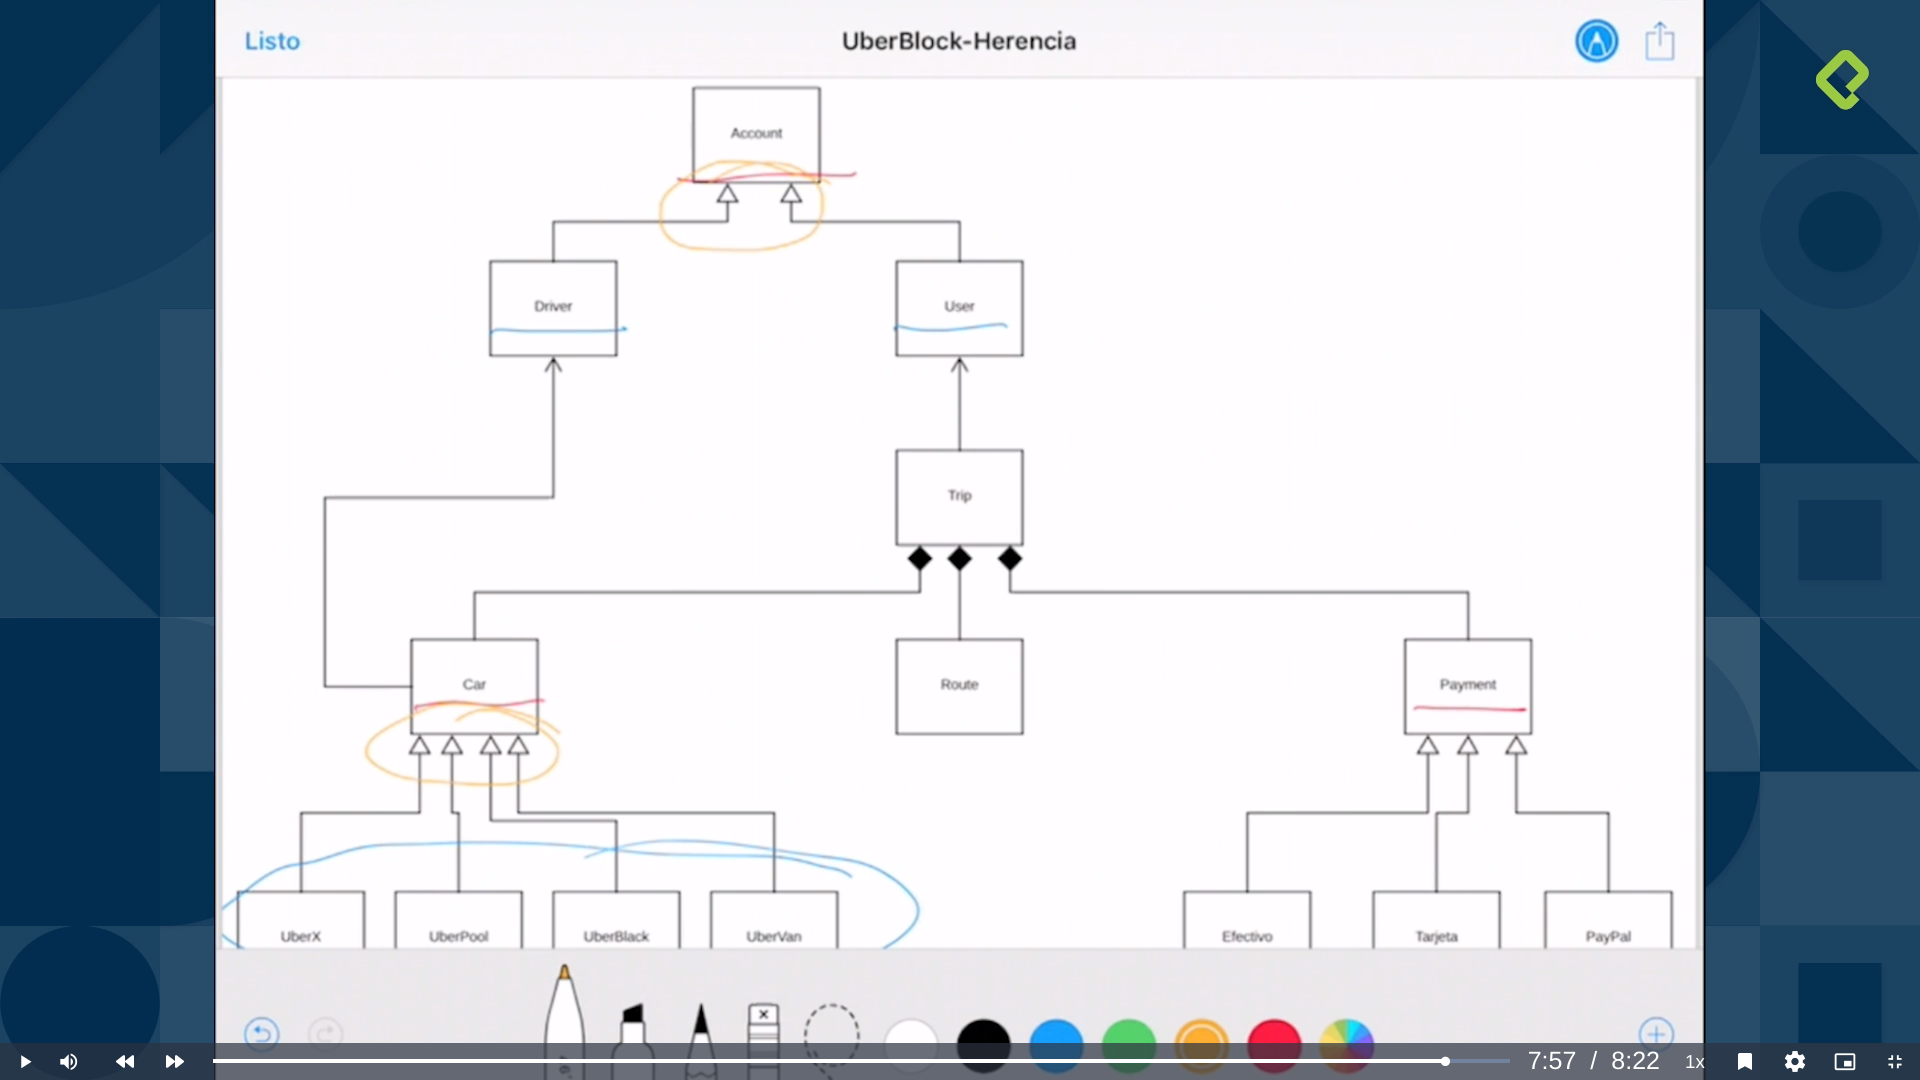 Listo
UberBlock-Herencia
Account
Driver
User
Trip
Car
Route
Payment
UberX
UberPool
UberBlack
UberVan
Efectivo
Tarjeta
PayPal
7:57 / 8:22
1x